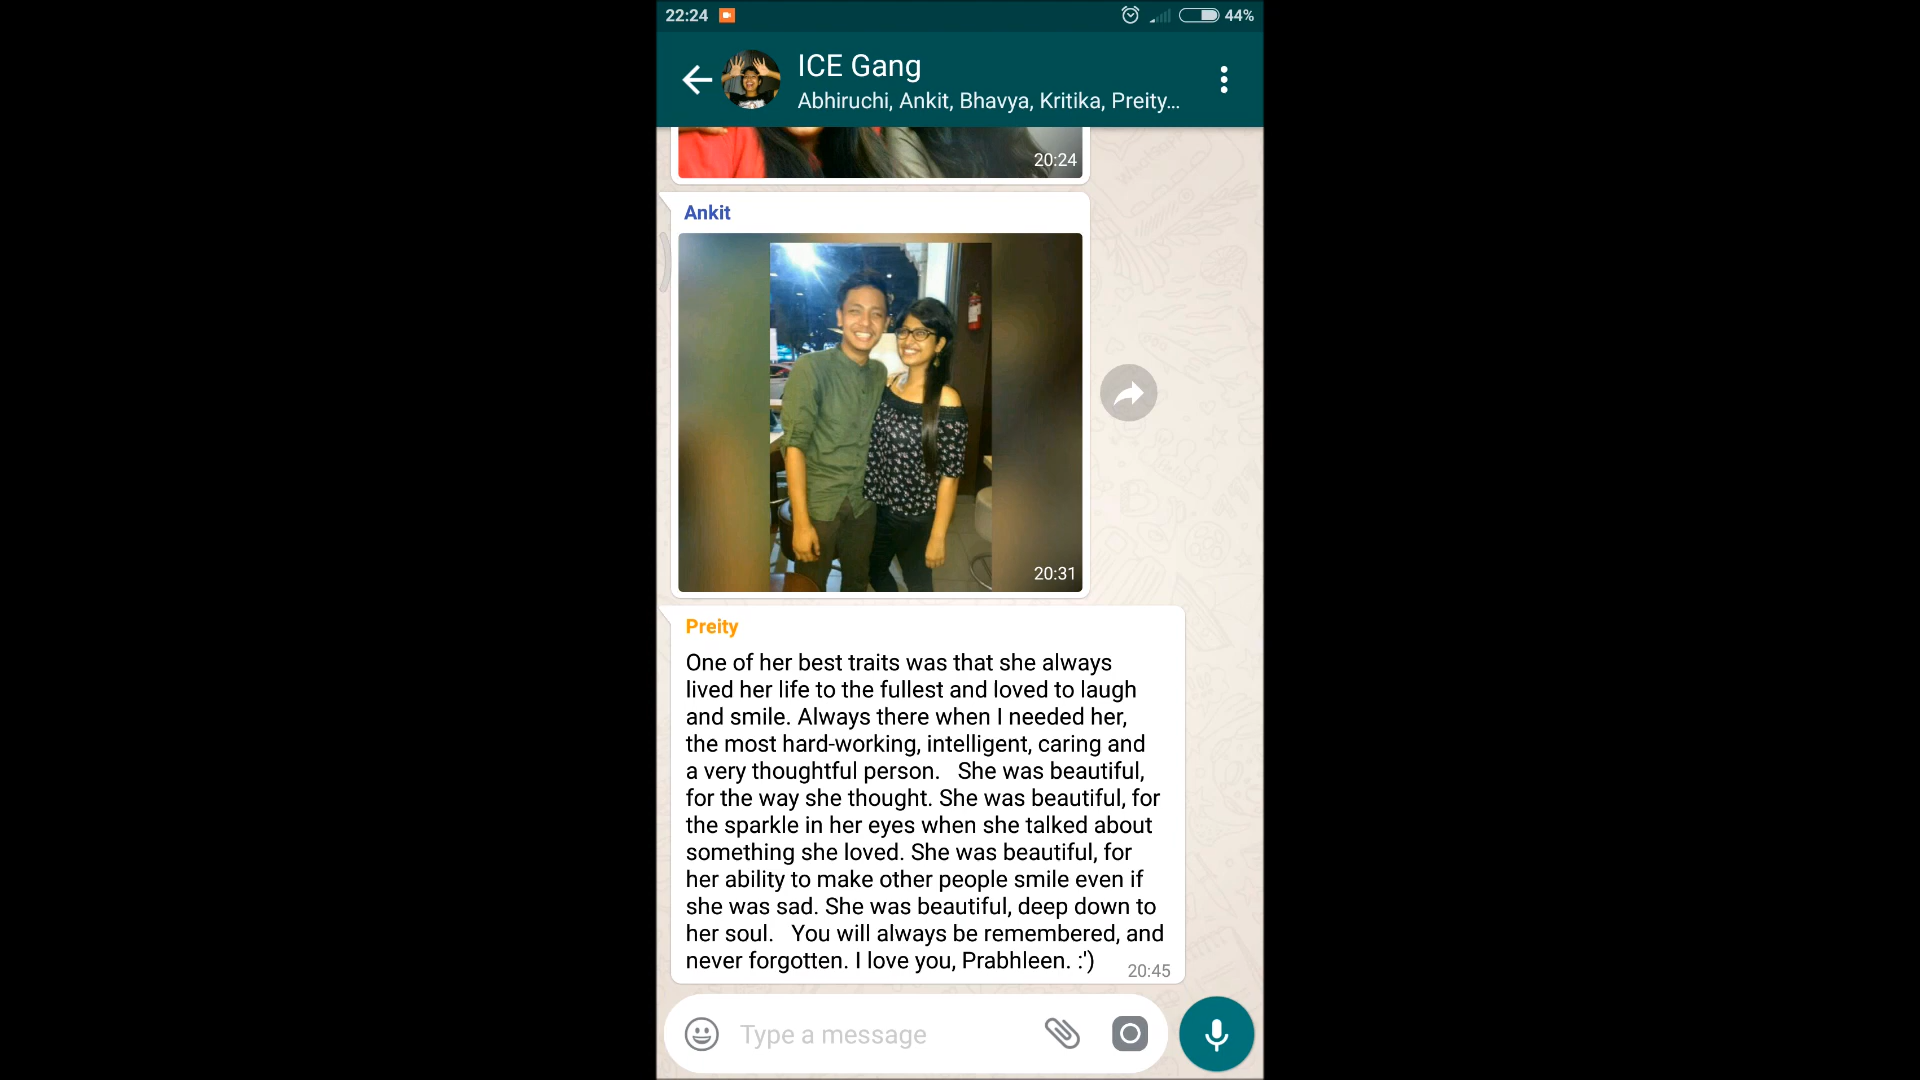 22:24
44%
ICE Gang
Abhiruchi, Ankit, Bhavya, Kritika, Preity...
20:24
Ankit
20:31
Preity
One of her best traits was that she always
lived her life to the fullest and loved to laugh
and smile. Always there when I needed her,
the most hard-working, intelligent, caring and
a very thoughtful person.   She was beautiful,
for the way she thought. She was beautiful, for
the sparkle in her eyes when she talked about
something she loved. She was beautiful, for
her ability to make other people smile even if
she was sad. She was beautiful, deep down to
her soul.   You will always be remembered, and
never forgotten. I love you, Prabhleen. :')
20:45
Type a message